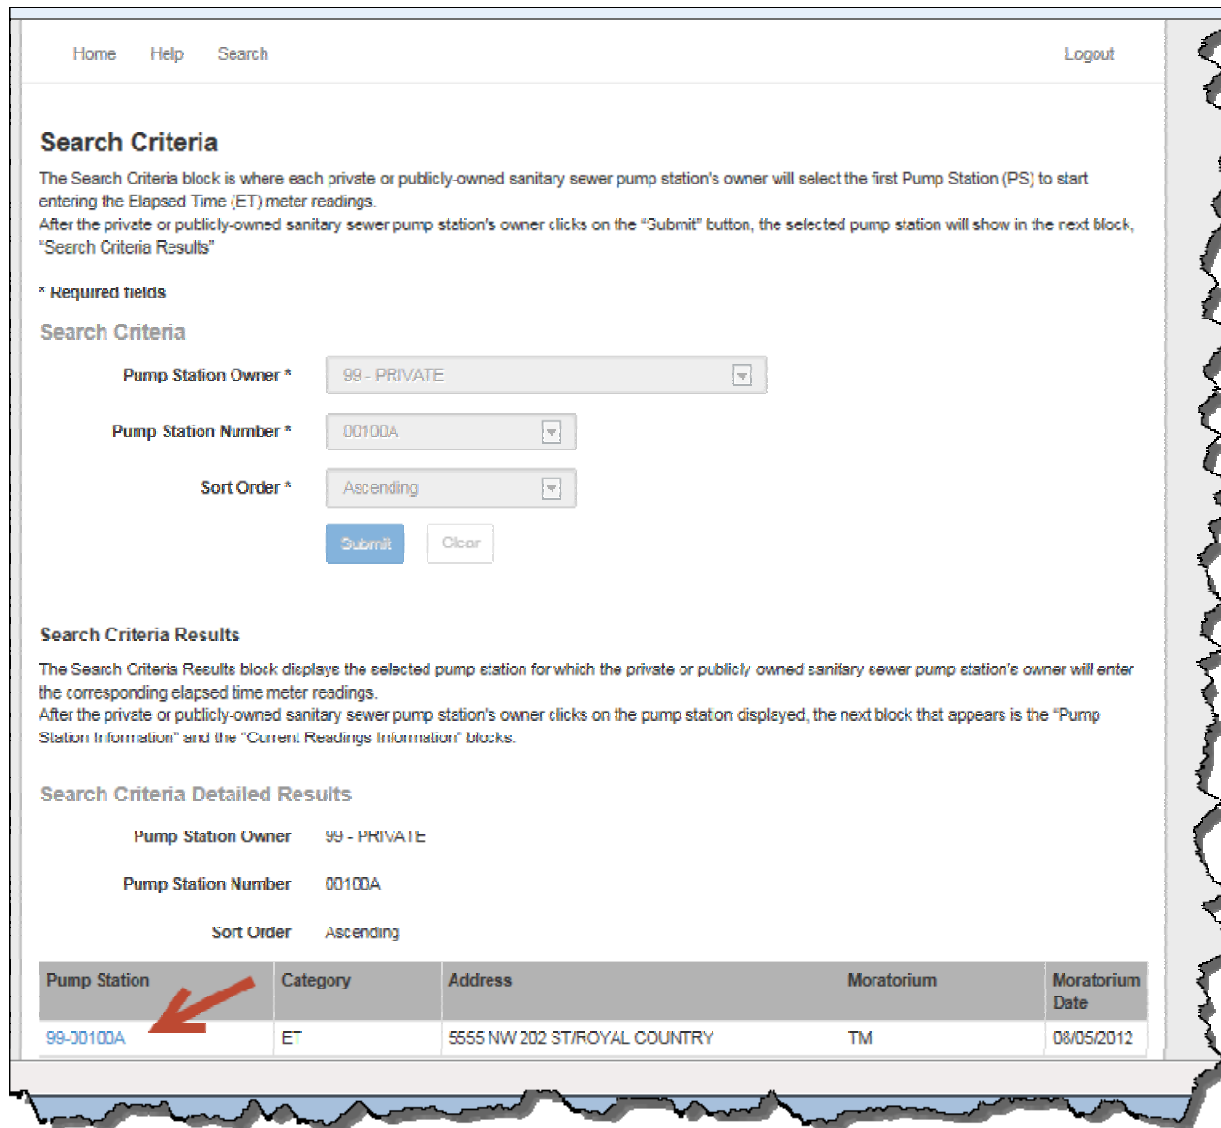 Home Help Search Logout
Search Criteria
The Search Criteria block is where each private or publicly-owned sanitary sewer pump station's owner will select the first Pump Station (PS) to start
entering the Elapsed Time (ET) meter readings.
After the private or publicly-owned sanitary sewer pump station's owner clicks on the "Submit" button, the selected pump station will show in the next block,
"Search Criteria Results"
* Required fields
Search Criteria
Pump Station Owner * 99 - PRIVATE
Pump Station Number * 00100A
Sort Order * Ascending
Submit Clear
Search Criteria Results
The Search Criteria Results block displays the selected pump station for which the private or publicly owned sanitary sewer pump station's owner will enter
the corresponding elapsed time meter readings.
After the private or publicly-owned sanitary sewer pump station's owner clicks on the pump station displayed, the next block that appears is the "Pump
Station Information" and the "Current Readings Information" blocks.
Search Criteria Detailed Results
Pump Station Owner 99 - PRIVATE
Pump Station Number 00100A
Sort Order Ascending
Pump Station Category Address Moratorium Moratorium
Date
99-00100A ET 5555 NW 202 ST/ROYAL COUNTRY TM 08/05/2012